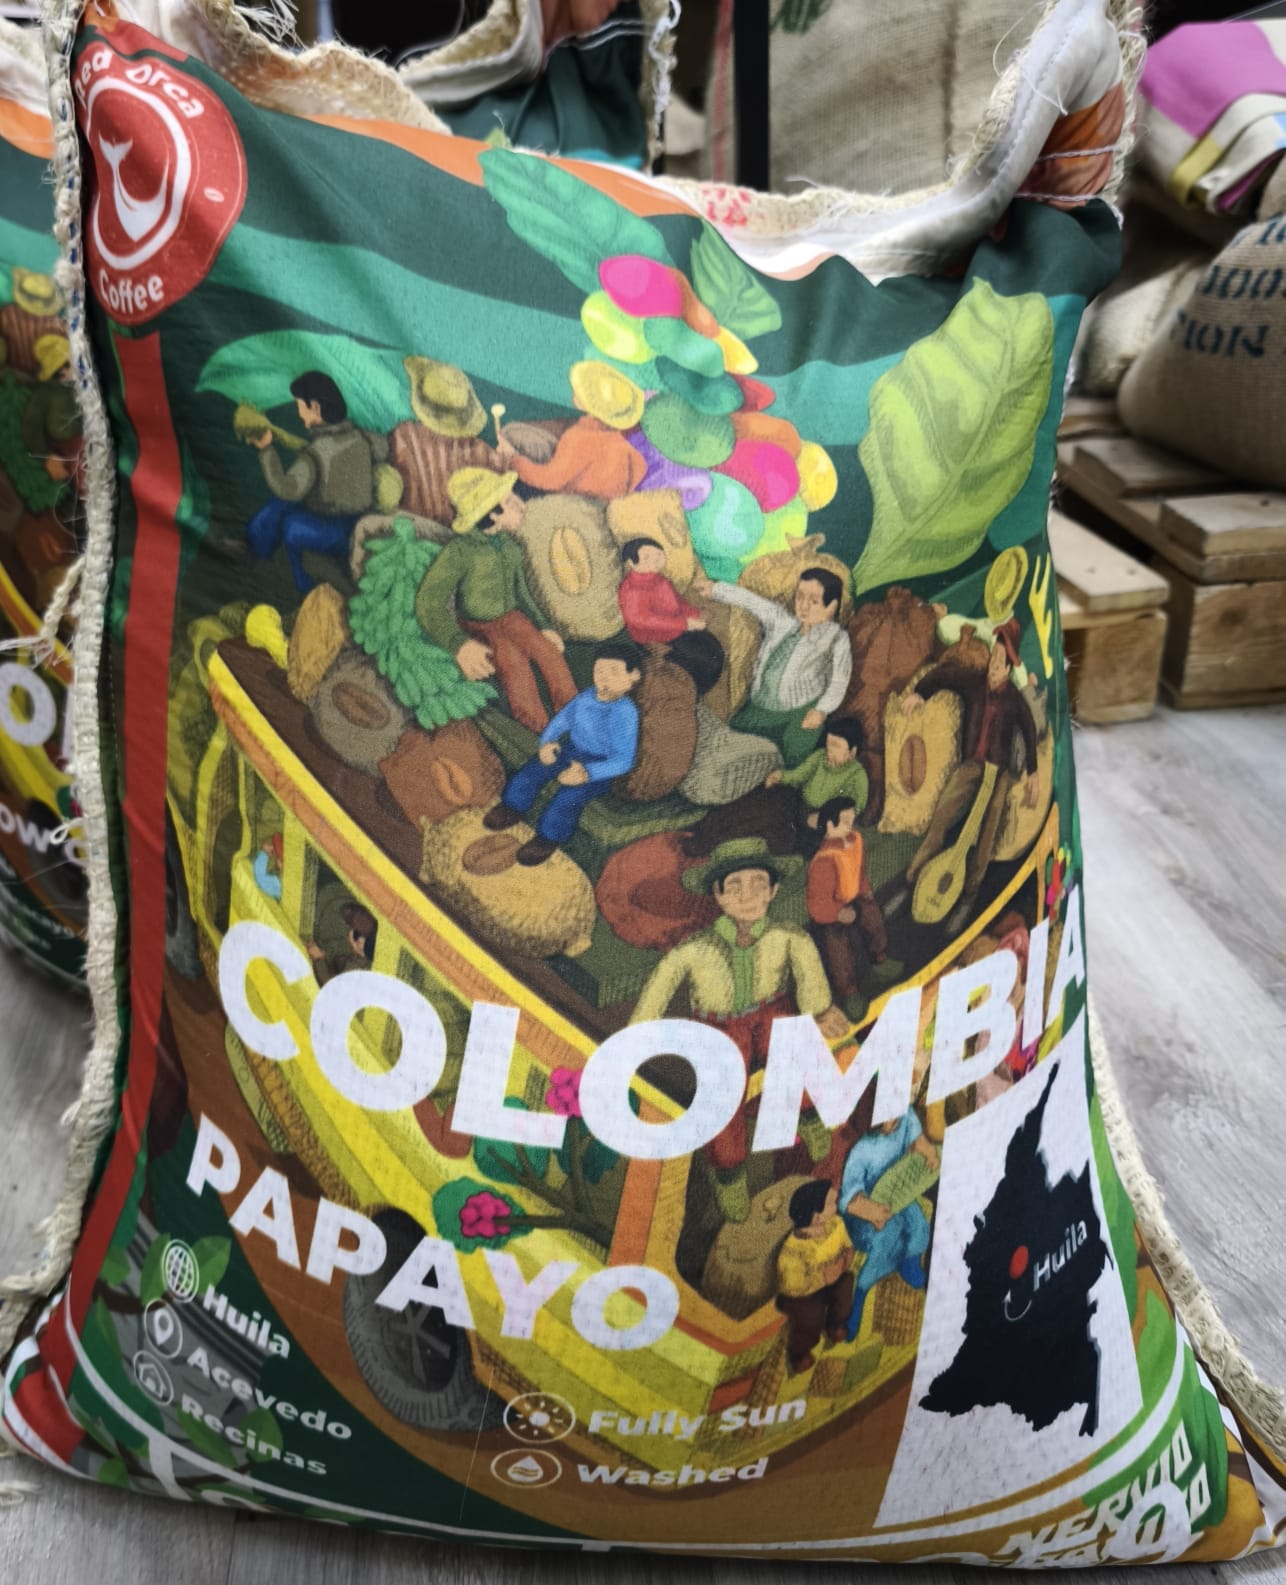 Red Orca
Coffee
COLOMBIA
PAPAYO
Huila
Huila
Acevedo
Recinas
Fully Sun
Washed